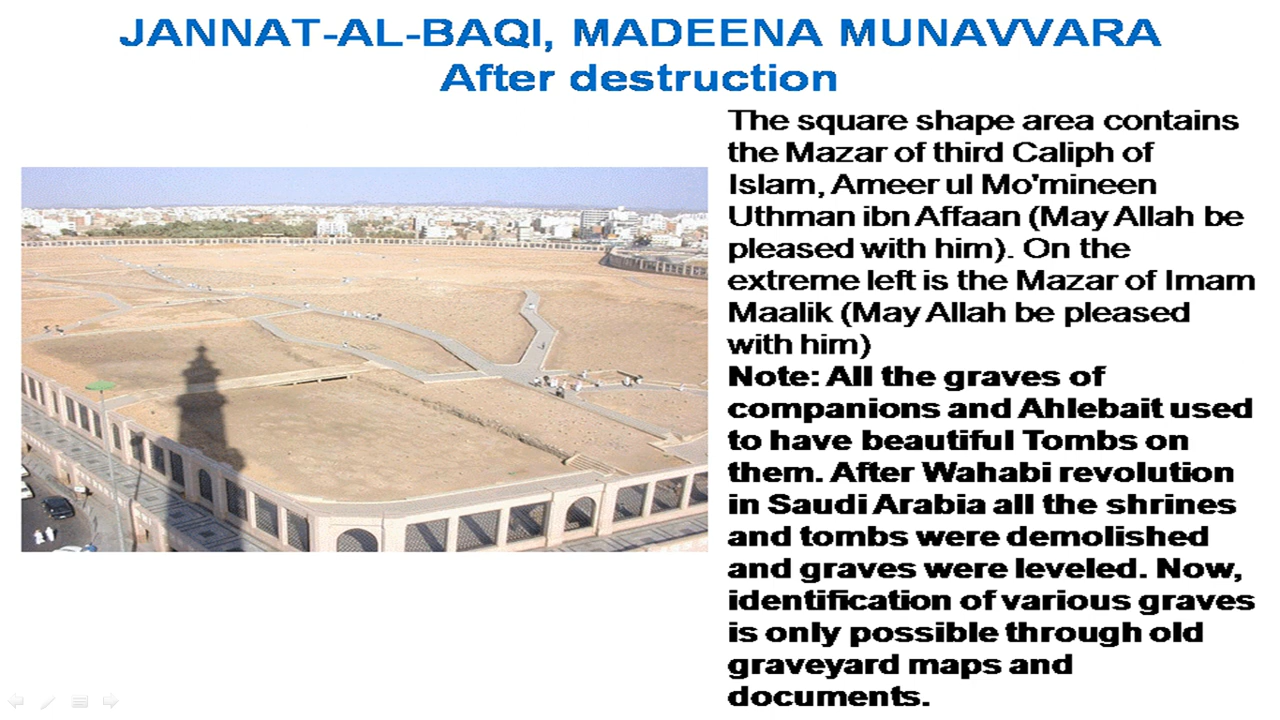 JANNAT-AL-BAQI, MADEENA MUNAVVARA
After destruction
The square shape area contains
the Mazar of third Caliph of
Islam, Ameer ul Mo'mineen
Uthman ibn Affaan (May Allah be
pleased with him). On the
extreme left is the Mazar of Imam
Maalik (May Allah be pleased
with him)
Note: All the graves of
companions and Ahlebait used
to have beautiful Tombs on
them. After Wahabi revolution
in Saudi Arabia all the shrines
and tombs were demolished
and graves were leveled. Now,
identification of various graves
is only possible through old
graveyard maps and
documents.